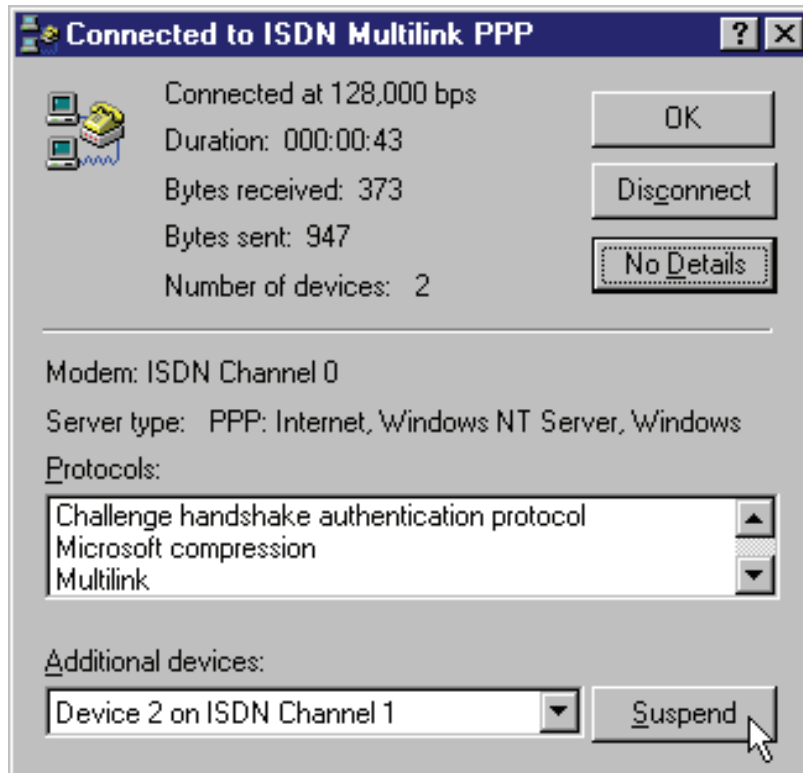 Connected to ISDN Multilink PPP
Connected at 128,000 bps
Duration: 000:00:43
Bytes received: 373
Bytes sent: 947
Number of devices: 2
OK
Disconnect
No Details
Modem: ISDN Channel 0
Server type: PPP: Internet, Windows NT Server, Windows
Protocols:
Challenge handshake authentication protocol
Microsoft compression
Multilink
Additional devices:
Device 2 on ISDN Channel 1
Suspend